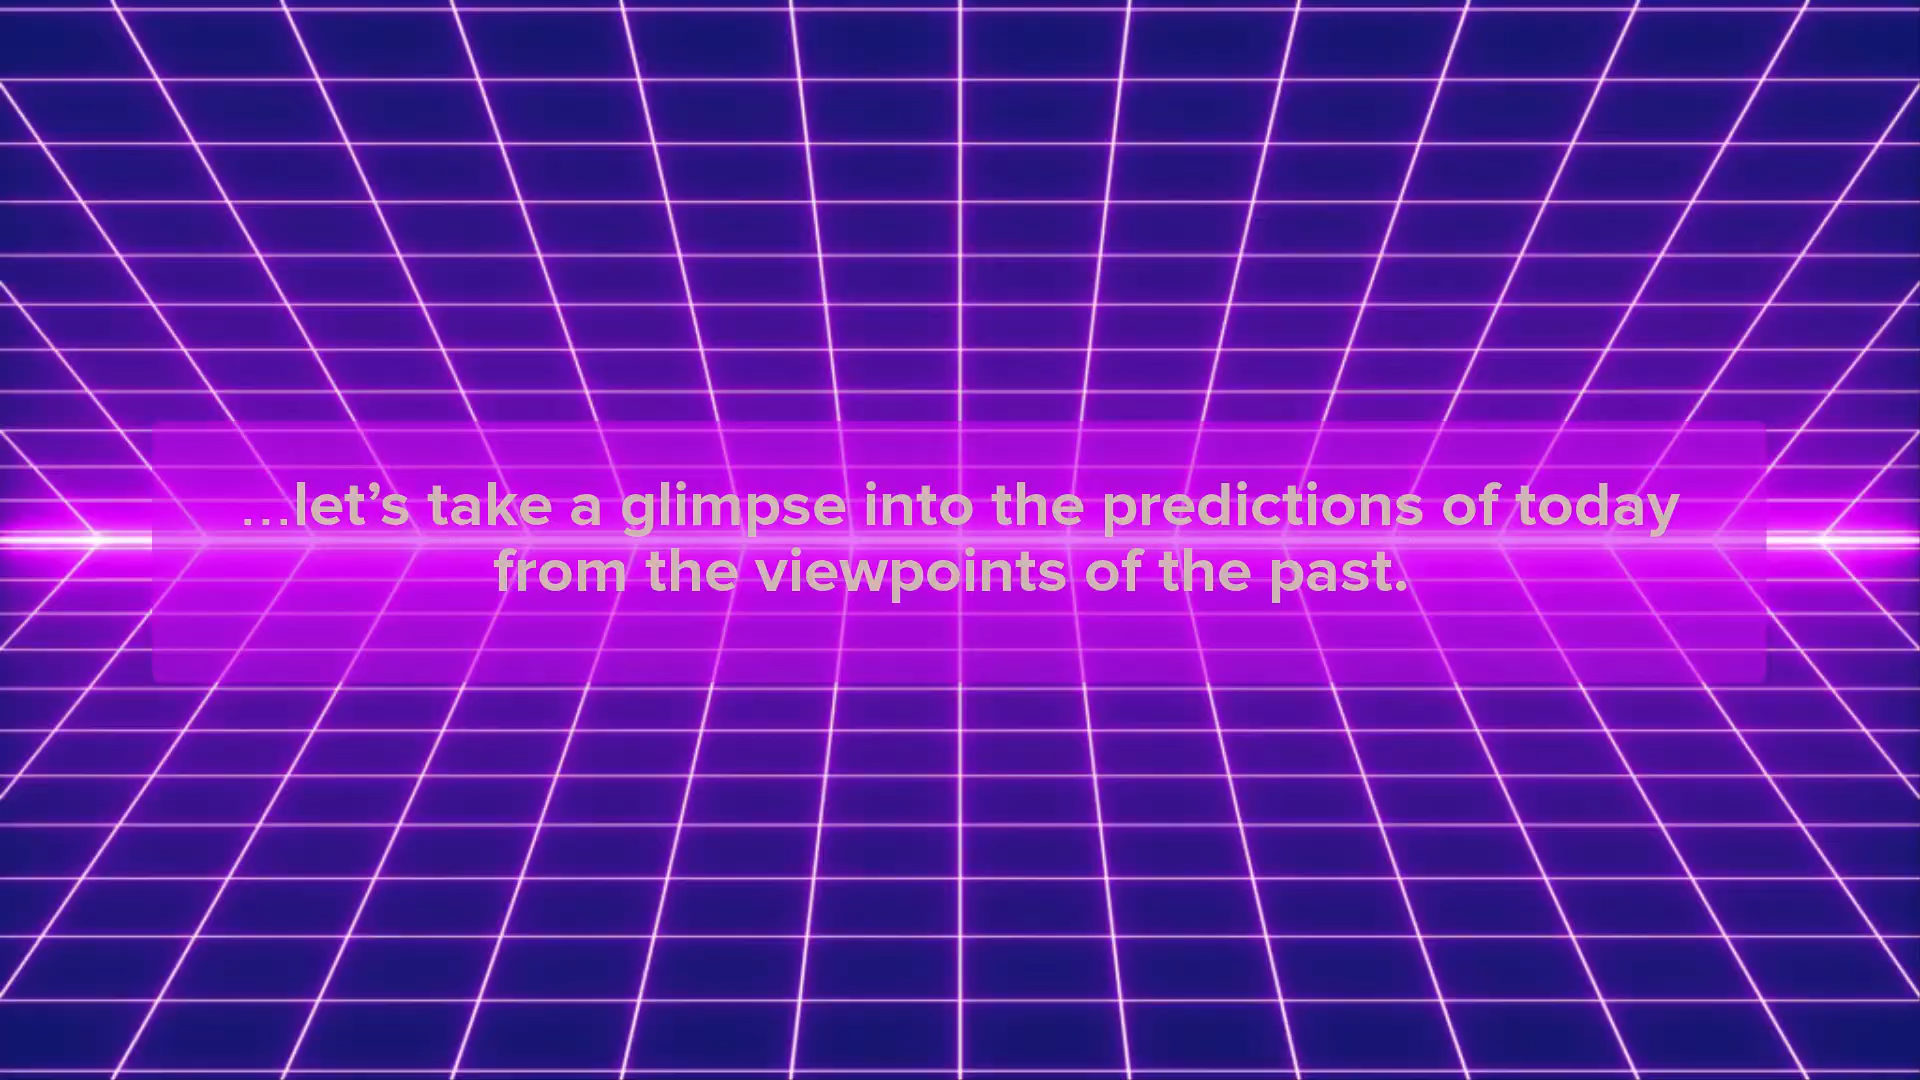 ...let’s take a glimpse into the predictions of today
from the viewpoints of the past.